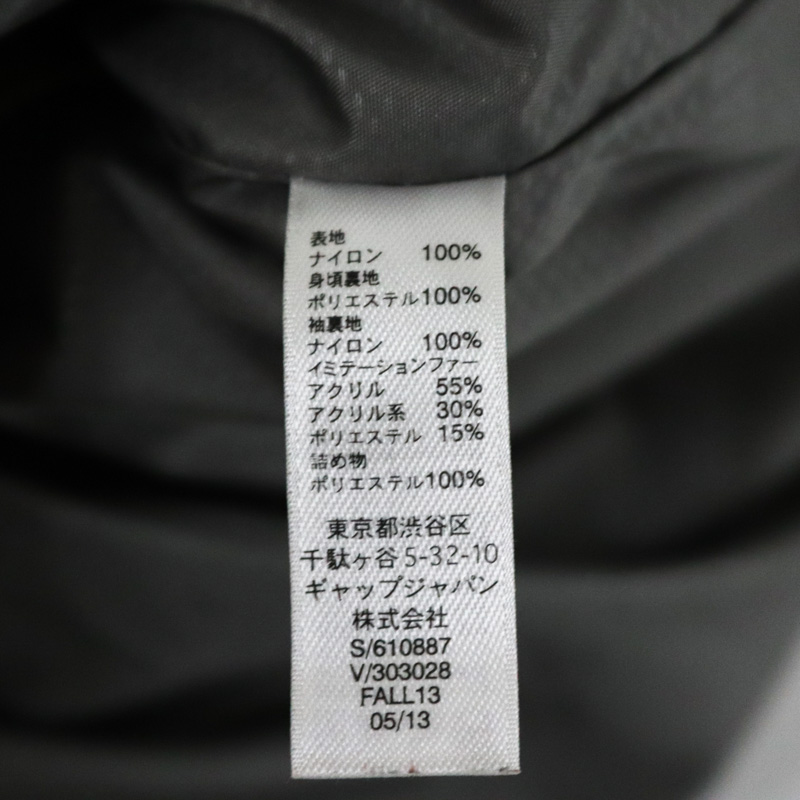 表地
ナイロン 100%
身頃裏地
ポリエステル100%
袖裏地
ナイロン 100%
イミテーションファー
アクリル 55%
アクリル系 30%
ポリエステル 15%
詰め物
ポリエステル100%
東京都渋谷区
千駄ヶ谷5-32-10
ギャップジャパン
株式会社
S/610887
V/303028
FALL13
05/13